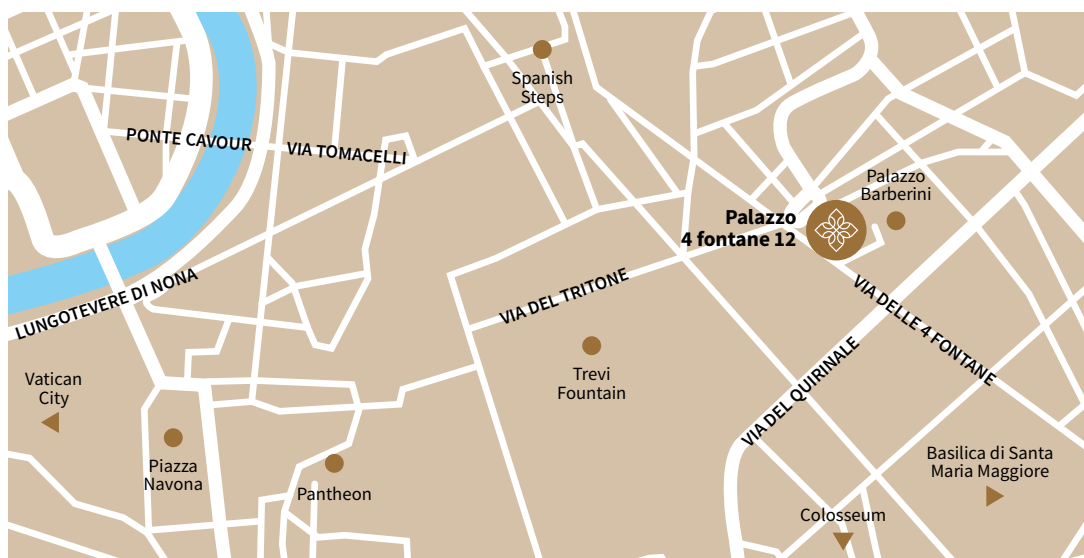 Spanish
Steps
PONTE CAVOUR
VIA TOMACELLI
Palazzo
Barberini
Palazzo
4 fontane 12
LUNGOTEVERE DI NONA
VIA DEL TRITONE
VIA DELLE 4 FONTANE
VIA DEL QUIRINALE
Trevi
Fountain
Vatican
City
Piazza
Navona
Pantheon
Basilica di Santa
Maria Maggiore
Colosseum